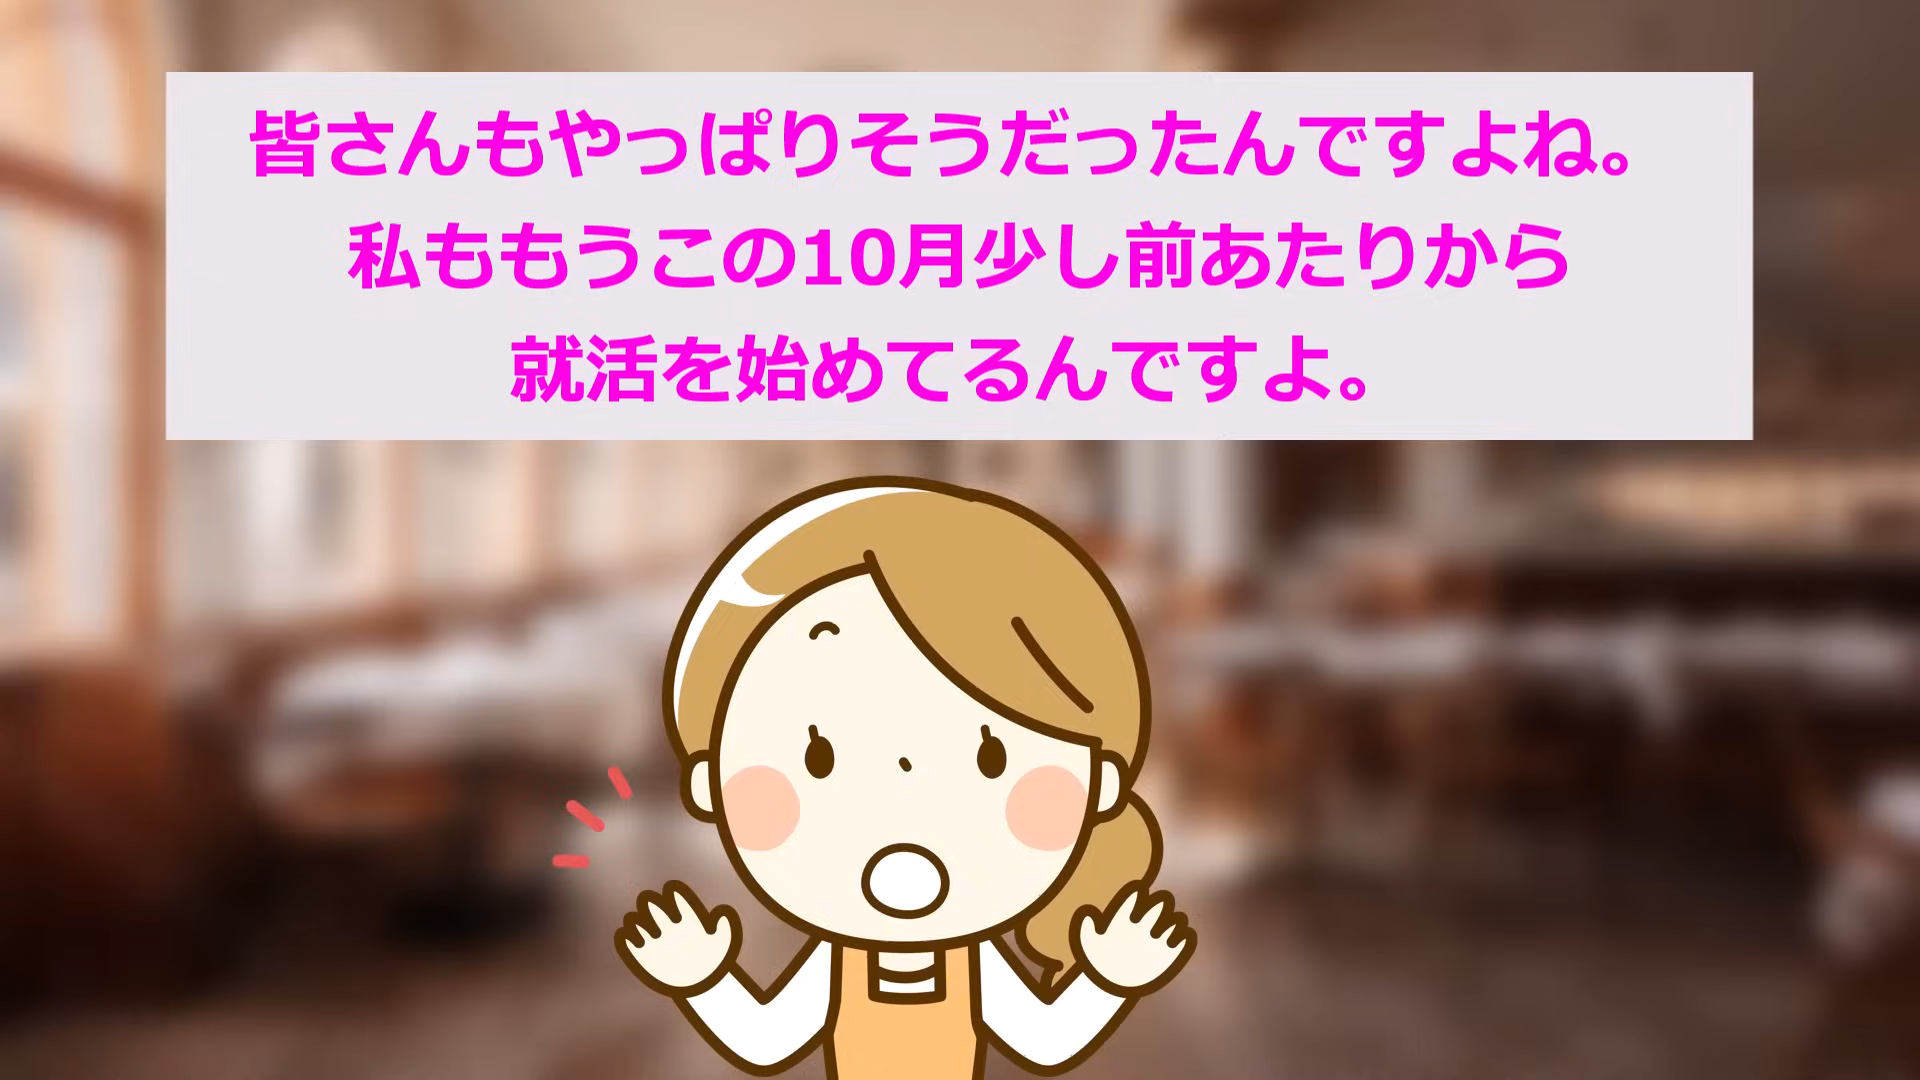 皆さんもやっぱりそうだったんですよね。
私ももうこの10月少し前あたりから
就活を始めてるんですよ。